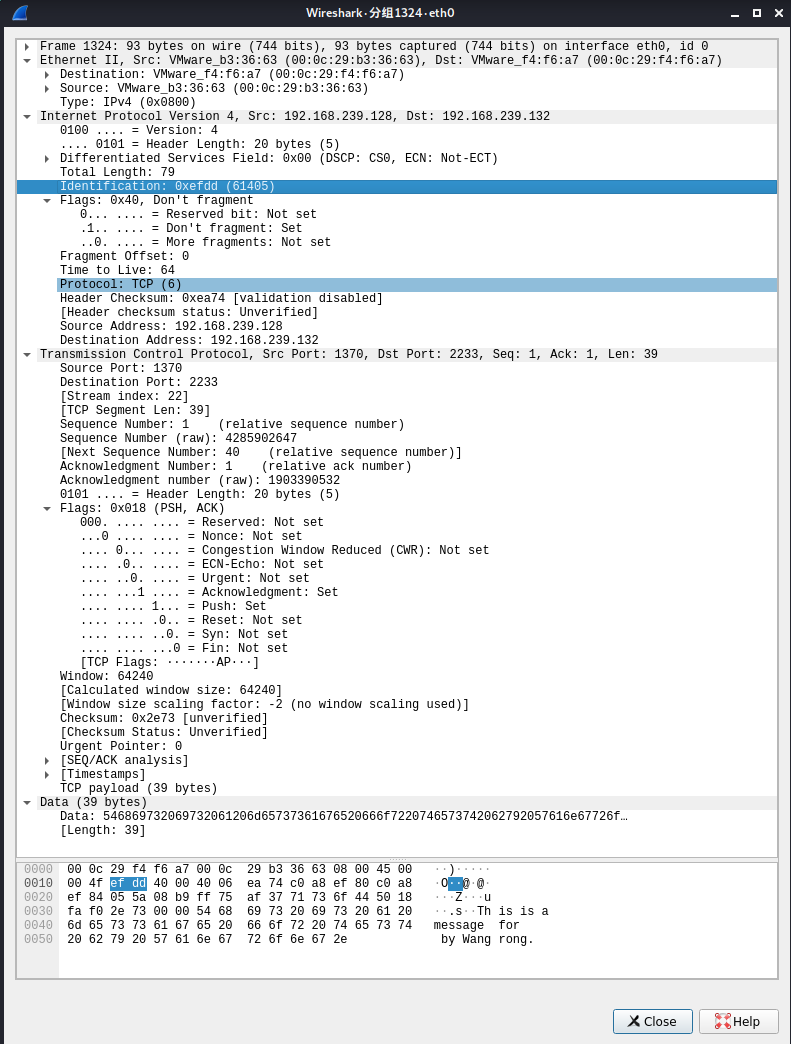 Wireshark·分组1324·eth0
Frame 1324: 93 bytes on wire (744 bits), 93 bytes captured (744 bits) on interface eth0, id 0
Ethernet II, Src: VMware_b3:36:63 (00:0c:29:b3:36:63), Dst: VMware_f4:f6:a7 (00:0c:29:f4:f6:a7)
Destination: VMware_f4:f6:a7 (00:0c:29:f4:f6:a7)
Source: VMware_b3:36:63 (00:0c:29:b3:36:63)
Type: IPv4 (0x0800)
Internet Protocol Version 4, Src: 192.168.239.128, Dst: 192.168.239.132
0100 .... = Version: 4
.... 0101 = Header Length: 20 bytes (5)
Differentiated Services Field: 0x00 (DSCP: CS0, ECN: Not-ECT)
Total Length: 79
Identification: 0xefdd (61405)
Flags: 0x40, Don't fragment
0... .... = Reserved bit: Not set
.1.. .... = Don't fragment: Set
..0. .... = More fragments: Not set
Fragment Offset: 0
Time to Live: 64
Protocol: TCP (6)
Header Checksum: 0xea74 [validation disabled]
[Header checksum status: Unverified]
Source Address: 192.168.239.128
Destination Address: 192.168.239.132
Transmission Control Protocol, Src Port: 1370, Dst Port: 2233, Seq: 1, Ack: 1, Len: 39
Source Port: 1370
Destination Port: 2233
[Stream index: 22]
[TCP Segment Len: 39]
Sequence Number: 1    (relative sequence number)
Sequence Number (raw): 4285902647
[Next Sequence Number: 40    (relative sequence number)]
Acknowledgment Number: 1    (relative ack number)
Acknowledgment number (raw): 1903390532
0101 .... = Header Length: 20 bytes (5)
Flags: 0x018 (PSH, ACK)
000. .... .... = Reserved: Not set
...0 .... .... = Nonce: Not set
.... 0... .... = Congestion Window Reduced (CWR): Not set
.... .0.. .... = ECN-Echo: Not set
.... ..0. .... = Urgent: Not set
.... ...1 .... = Acknowledgment: Set
.... .... 1... = Push: Set
.... .... .0.. = Reset: Not set
.... .... ..0. = Syn: Not set
.... .... ...0 = Fin: Not set
[TCP Flags: ·······AP···]
Window: 64240
[Calculated window size: 64240]
[Window size scaling factor: -2 (no window scaling used)]
Checksum: 0x2e73 [unverified]
[Checksum Status: Unverified]
Urgent Pointer: 0
[SEQ/ACK analysis]
[Timestamps]
TCP payload (39 bytes)
Data (39 bytes)
Data: 546869732069732061206d65737361676520666f72207465737420627920​57616e67726f…
[Length: 39]
0000 00 0c 29 f4 f6 a7 00 0c 29 b3 36 63 08 00 45 00 ··)·····
0010 00 4f ef dd 40 00 40 06 ea 74 c0 a8 ef 80 c0 a8 ·O··@·@·
0020 ef 84 05 5a 08 b9 ff 75 af 37 71 73 6f 44 50 18 ···Z···u
0030 fa f0 2e 73 00 00 54 68 69 73 20 69 73 20 61 20 ··.s··Th is is a
0040 6d 65 73 73 61 67 65 20 66 6f 72 20 74 65 73 74 message for
0050 20 62 79 20 57 61 6e 67 72 6f 6e 67 2e by Wang rong.
Close
Help